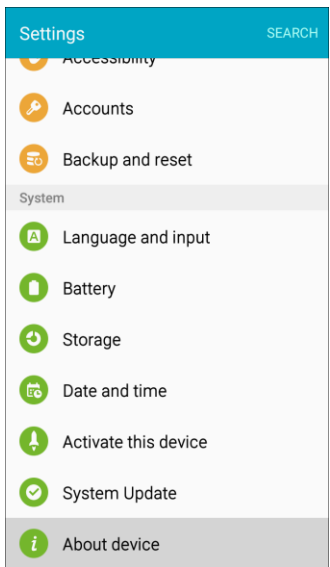 Settings
SEARCH
Accessibility
Accounts
Backup and reset
System
Language and input
Battery
Storage
Date and time
Activate this device
System Update
About device